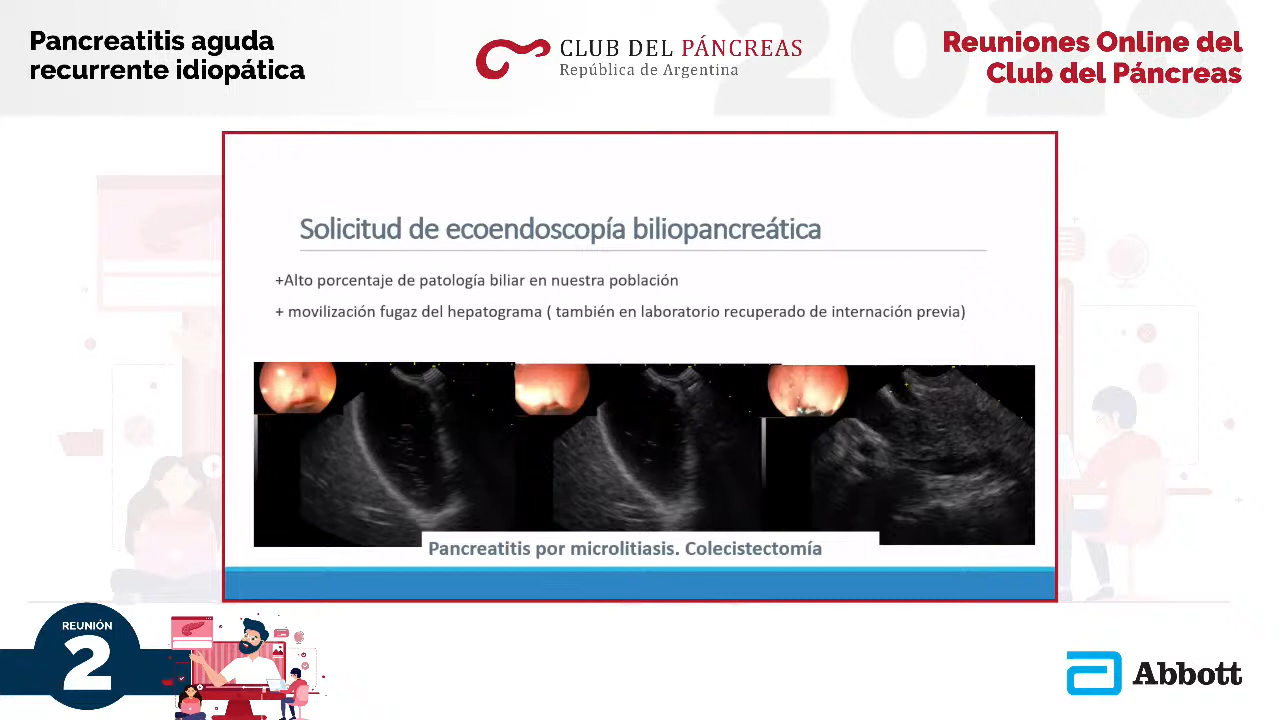 Pancreatitis aguda
recurrente idiopática
CLUB DEL PÁNCREAS
República de Argentina
2020
Reuniones Online del
Club del Páncreas
Solicitud de ecoendoscopía biliopancreática
+Alto porcentaje de patología biliar en nuestra población
+ movilización fugaz del hepatograma ( también en laboratorio recuperado de internación previa)
Pancreatitis por microlitiasis. Colecistectomía
REUNIÓN
2
Abbott